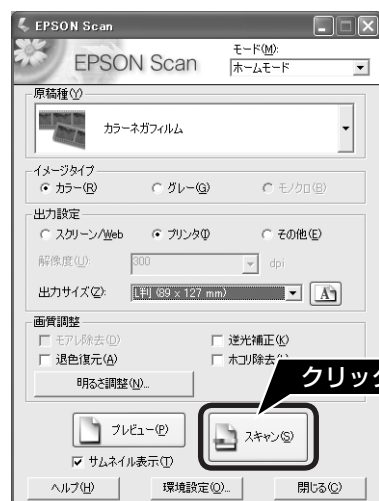 EPSON Scan
EPSON Scan
モード(M):
ホームモード
原稿種(Y)
カラーネガフィルム
イメージタイプ
カラー(R) グレー(G) モノクロ(B)
出力設定
スクリーン/Web プリンタ(I) その他(E)
解像度(U): 300 dpi
出力サイズ(Z): L判 (89 x 127 mm) A
画質調整
モアレ除去(D) 逆光補正(K)
退色復元(A) ホコリ除去
クリック
明るさ調整(N)...
プレビュー(P) スキャン(S)
サムネイル表示(T)
ヘルプ(H) 環境設定(O)... 閉じる(C)